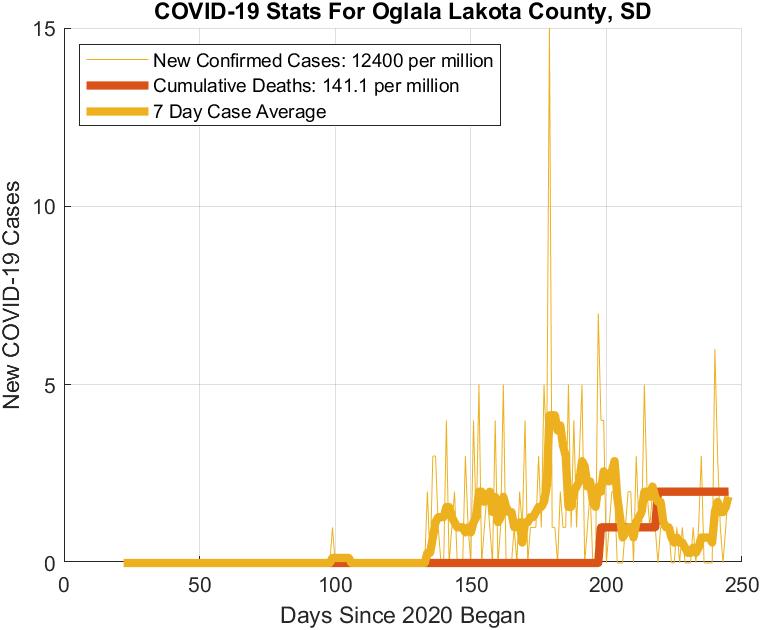 COVID-19 Stats For Oglala Lakota County, SD
15
New Confirmed Cases: 12400 per million
Cumulative Deaths: 141.1 per million
7 Day Case Average
10
New COVID-19 Cases
5
0
0 50 100 150 200 250
Days Since 2020 Began